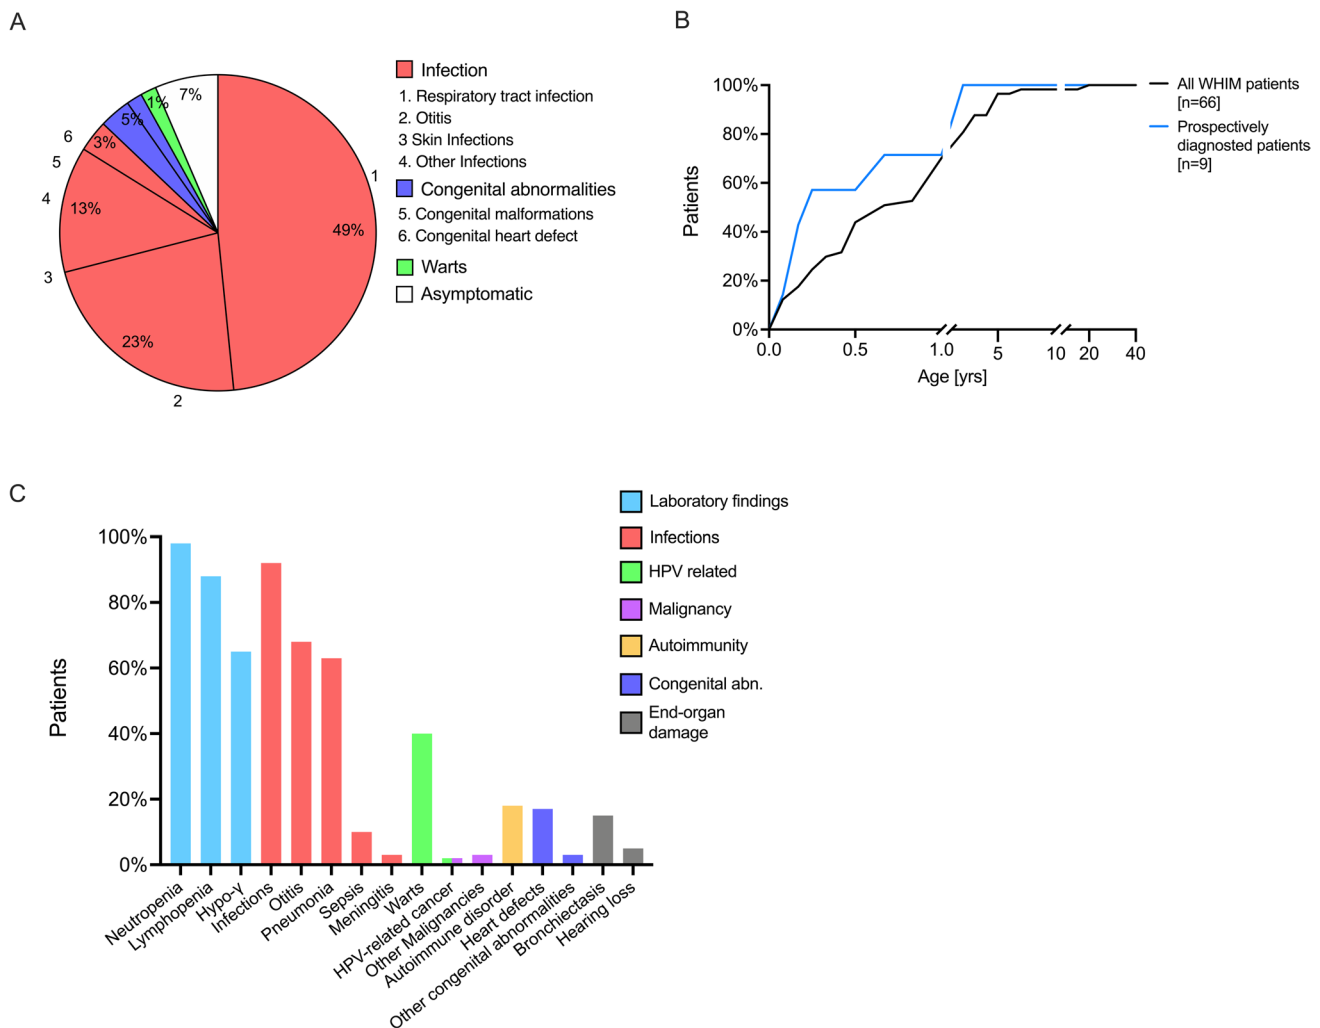 A
Infection
1. Respiratory tract infection
2. Otitis
3 Skin Infections
4. Other Infections
Congenital abnormalities
5. Congenital malformations
6. Congenital heart defect
Warts
Asymptomatic
7%
1%
5%
3%
13%
23%
49%
1
2
3
4
5
6
B
Patients
100%
80%
60%
40%
20%
0%
0.0
0.5
1.0
5
10
20
40
Age [yrs]
All WHIM patients
[n=66]
Prospectively
diagnosted patients
[n=9]
C
Patients
100%
80%
60%
40%
20%
0%
Neutropenia
Lymphopenia
Hypo-γ
Infections
Otitis
Pneumonia
Sepsis
Meningitis
Warts
HPV-related cancer
Other Malignancies
Autoimmune disorder
Heart defects
Other congenital abnormalities
Bronchiectasis
Hearing loss
Laboratory findings
Infections
HPV related
Malignancy
Autoimmunity
Congenital abn.
End-organ
damage